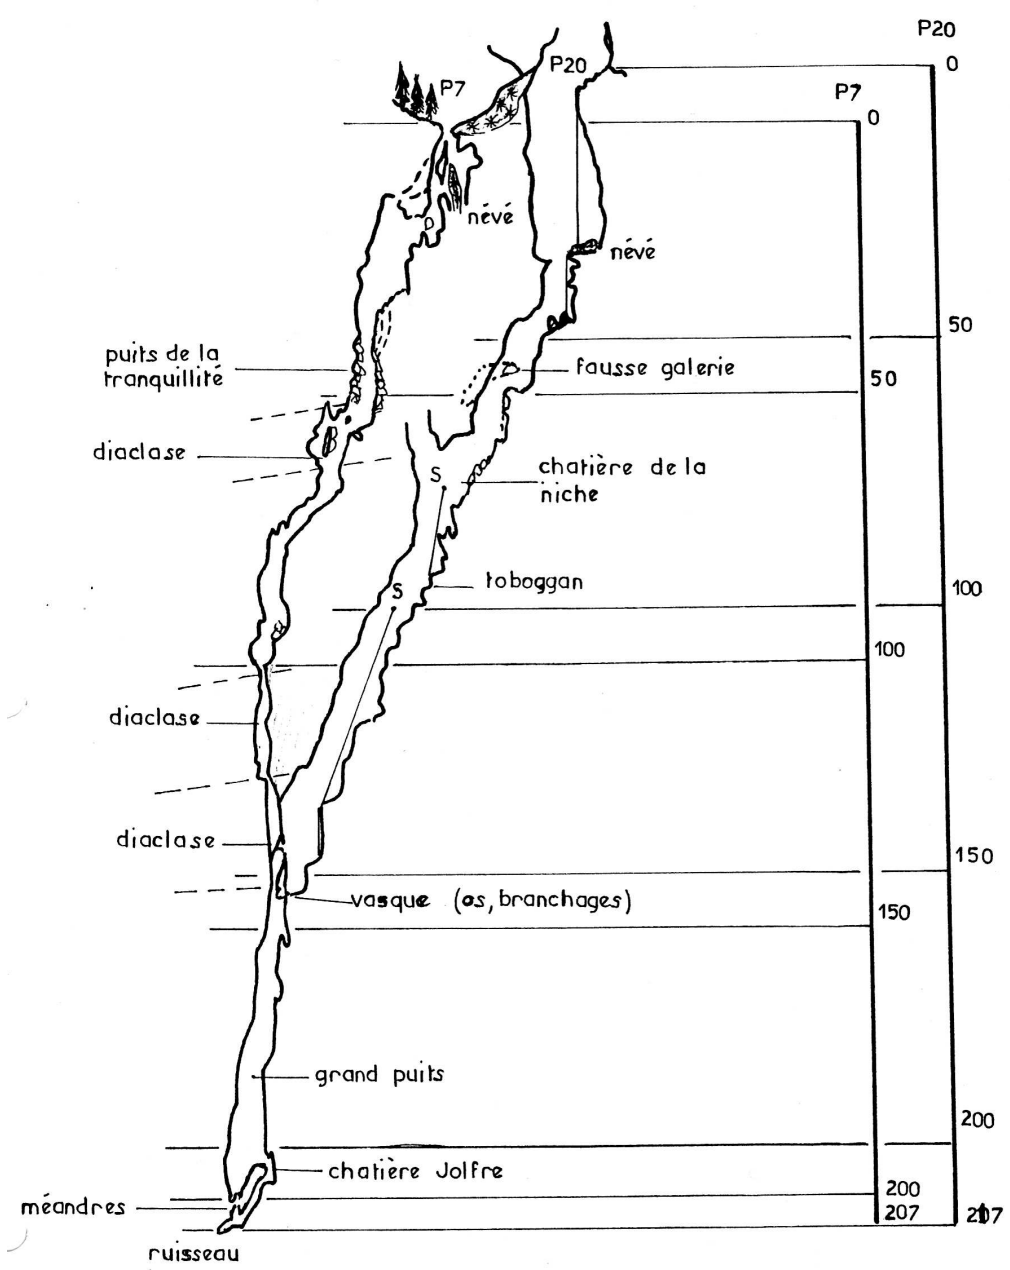 P20
P20
0
P7
P7
0
névé
névé
50
puits de la
tranquillité
fausse galerie
50
diaclase
chatière de la
niche
S
toboggan
S
100
100
diaclase
diaclase
150
vasque (os, branchages)
150
grand puits
200
chatière Jolfre
200
méandres
207
217
ruisseau